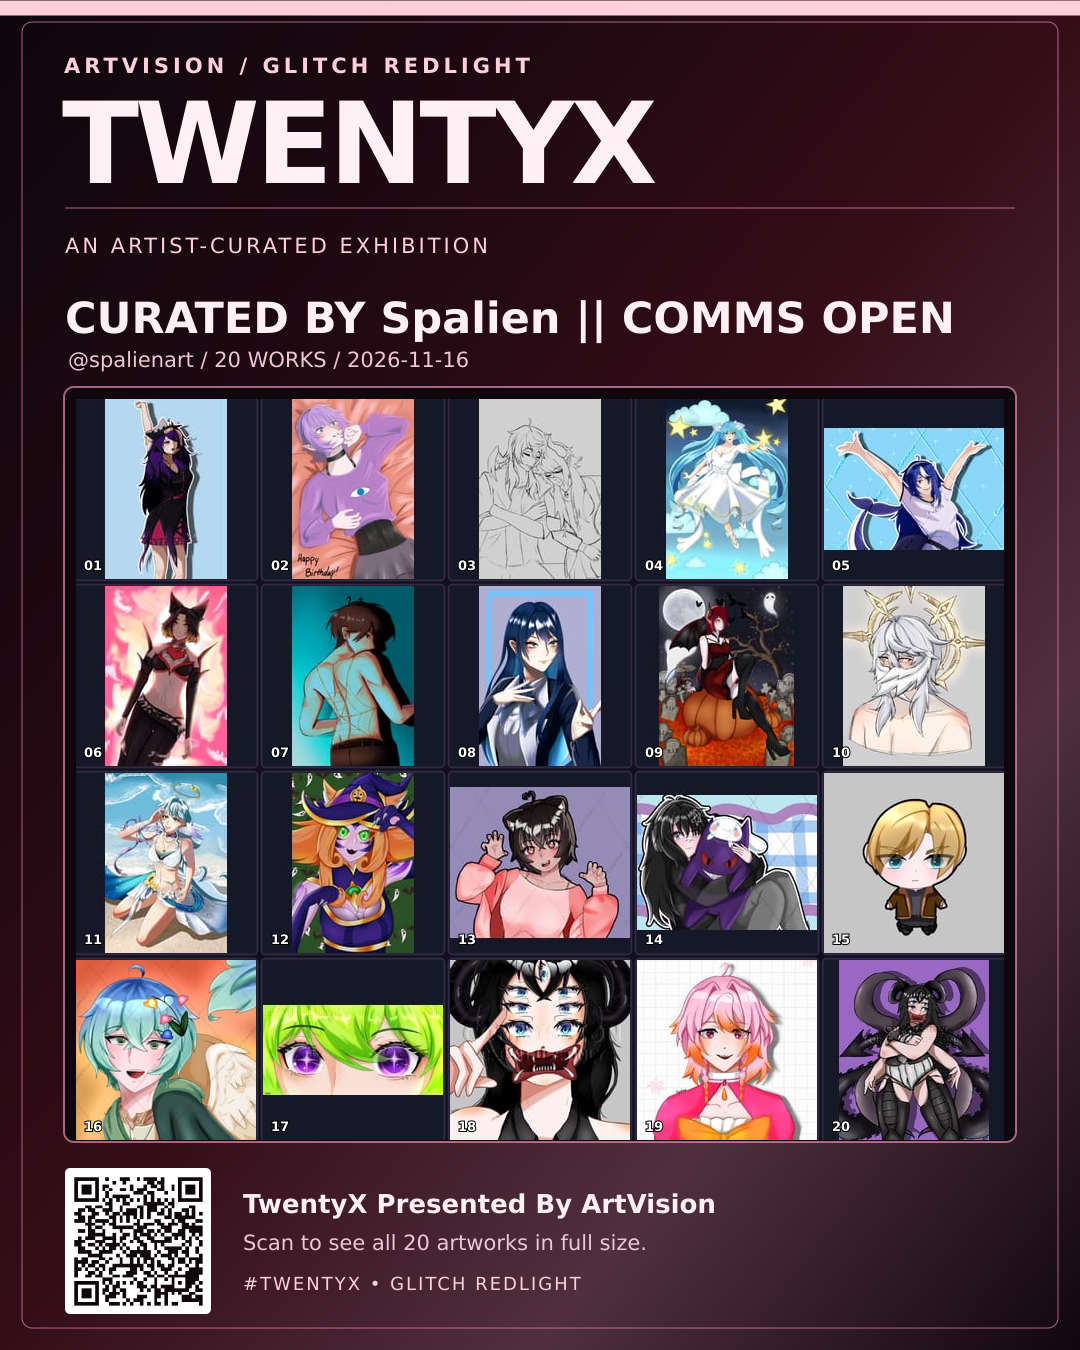 ARTVISION / GLITCH REDLIGHT
TWENTYX
AN ARTIST-CURATED EXHIBITION
CURATED BY Spalien || COMMS OPEN
@spalienart / 20 WORKS / 2026-11-16
01
02
03
04
05
Happy
Birthday!
06
07
08
09
10
11
12
13
14
15
16
17
18
19
20
TwentyX Presented By ArtVision
Scan to see all 20 artworks in full size.
#TWENTYX • GLITCH REDLIGHT